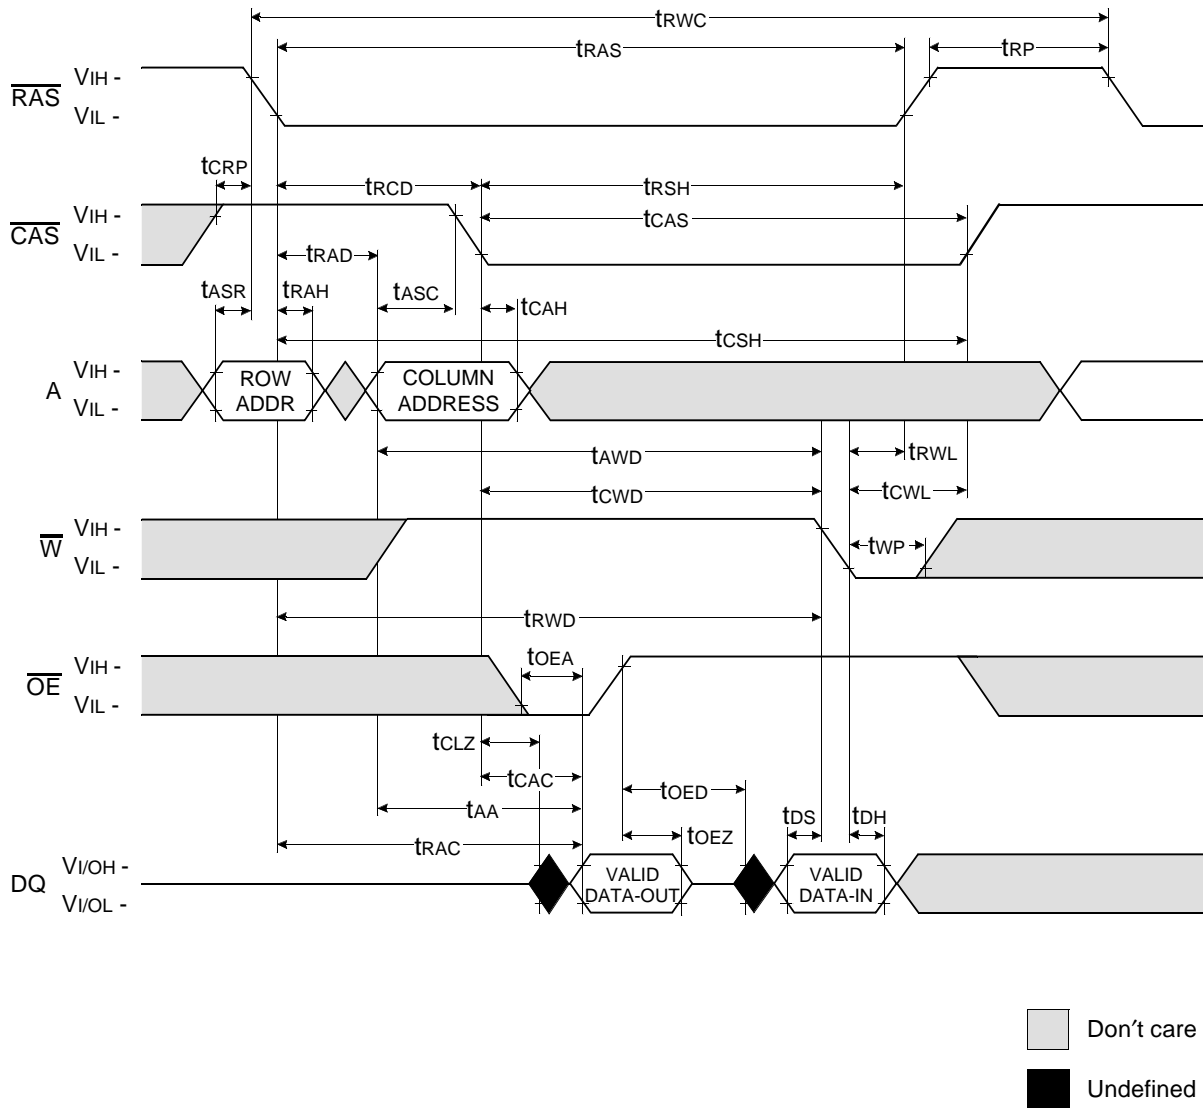 tRWC
tRAS
tRP
RAS
VIH -
VIL -
tCRP
tRCD
tRSH
CAS
VIH -
VIL -
tCAS
tRAD
tASR
tRAH
tASC
tCAH
tCSH
A
VIH -
VIL -
ROW
ADDR
COLUMN
ADDRESS
tAWD
tRWL
tCWD
tCWL
W
VIH -
VIL -
tWP
tRWD
OE
VIH -
VIL -
tOEA
tCLZ
tCAC
tOED
tAA
tDS
tDH
tOEZ
tRAC
DQ
VI/OH -
VI/OL -
VALID
DATA-OUT
VALID
DATA-IN
Don′t care
Undefined